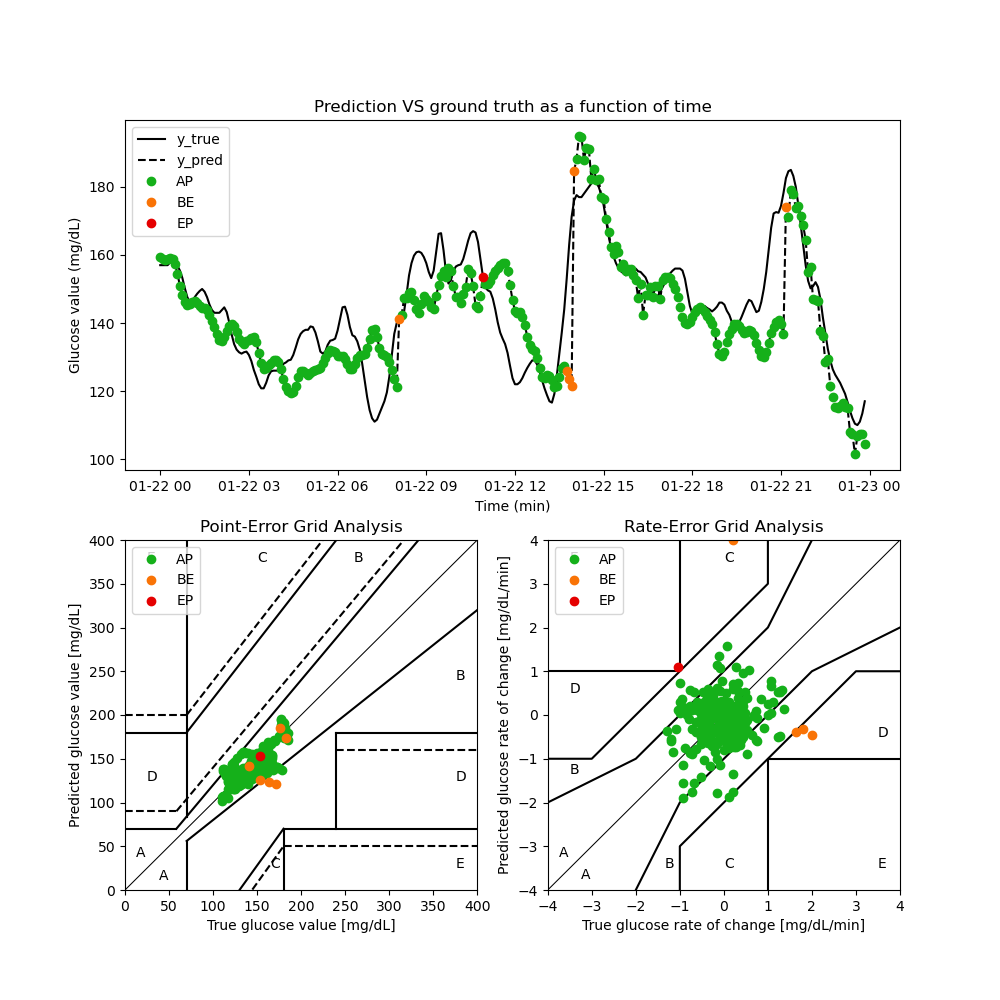 Prediction VS ground truth as a function of time
Glucose value (mg/dL)
180
160
140
120
100
y_true
y_pred
AP
BE
EP
01-22 00 01-22 03 01-22 06 01-22 09 01-22 12 01-22 15 01-22 18 01-22 21 01-23 00
Time (min)
Point-Error Grid Analysis
Predicted glucose value [mg/dL]
400
350
300
250
200
150
100
50
0
AP
BE
EP
C
B
B
D
D
A
A
C
E
0 50 100 150 200 250 300 350 400
True glucose value [mg/dL]
Rate-Error Grid Analysis
Predicted glucose rate of change [mg/dL/min]
4
3
2
1
0
−1
−2
−3
−4
AP
BE
EP
C
D
D
B
A
A
B
C
E
−4 −3 −2 −1 0 1 2 3 4
True glucose rate of change [mg/dL/min]